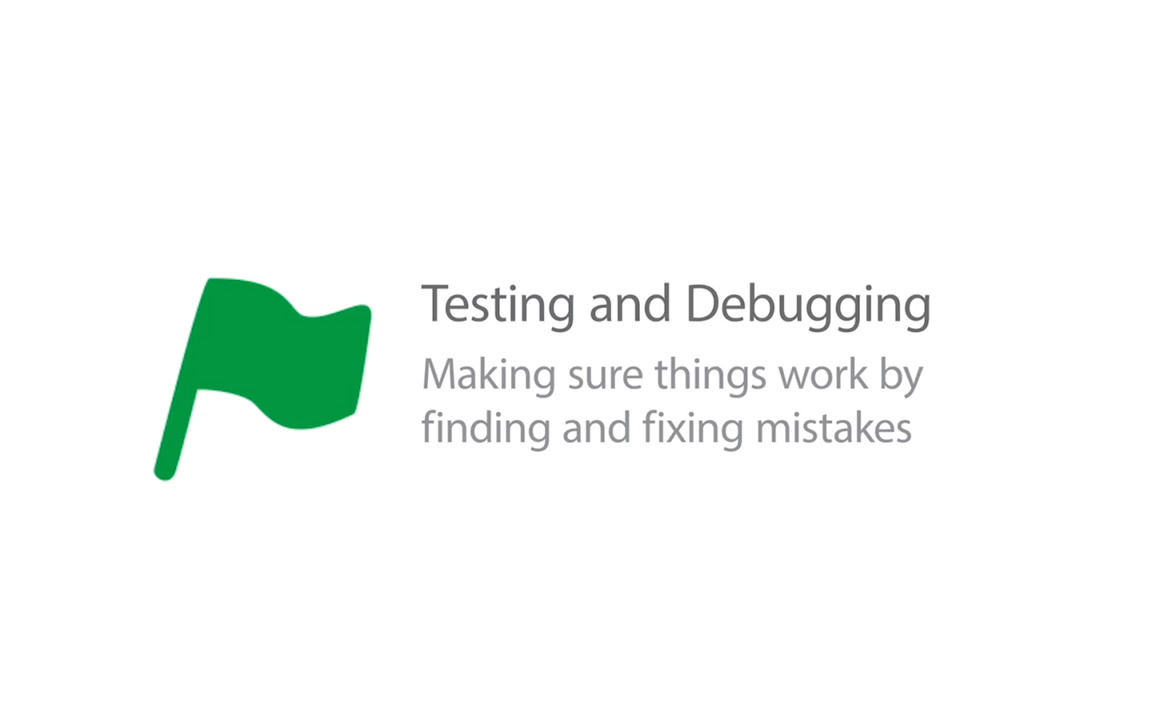 Testing and Debugging
Making sure things work by
finding and fixing mistakes